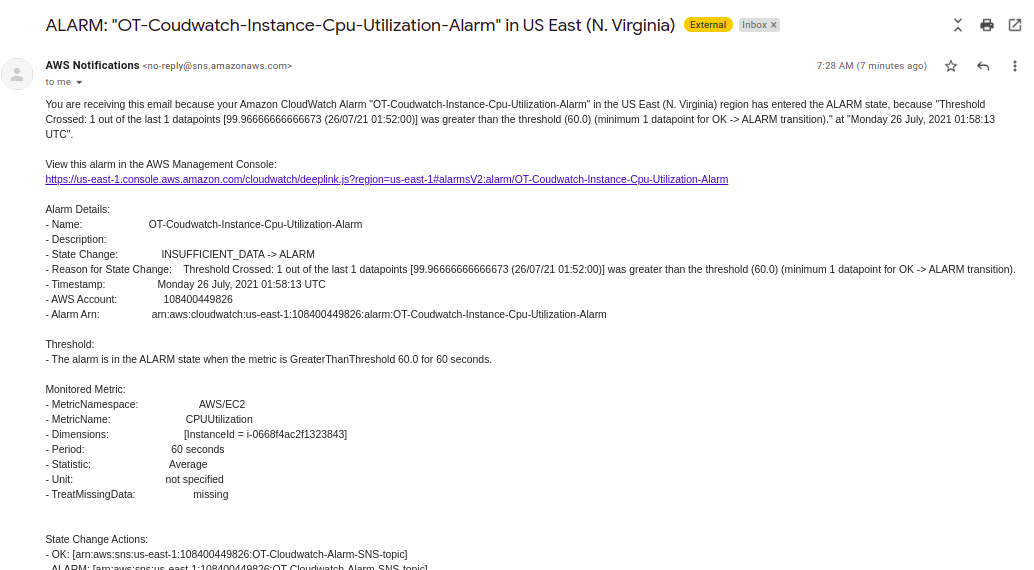 ALARM: "OT-Coudwatch-Instance-Cpu-Utilization-Alarm" in US East (N. Virginia) External Inbox ×
AWS Notifications <no-reply@sns.amazonaws.com> 7:28 AM (7 minutes ago)
to me
You are receiving this email because your Amazon CloudWatch Alarm "OT-Coudwatch-Instance-Cpu-Utilization-Alarm" in the US East (N. Virginia) region has entered the ALARM state, because "Threshold
Crossed: 1 out of the last 1 datapoints [99.96666666666673 (26/07/21 01:52:00)] was greater than the threshold (60.0) (minimum 1 datapoint for OK -> ALARM transition)." at "Monday 26 July, 2021 01:58:13
UTC".
View this alarm in the AWS Management Console:
https://us-east-1.console.aws.amazon.com/cloudwatch/deeplink.js?region=us-east-1#alarmsV2:alarm/OT-Coudwatch-Instance-Cpu-Utilization-Alarm
Alarm Details:
- Name: OT-Coudwatch-Instance-Cpu-Utilization-Alarm
- Description:
- State Change: INSUFFICIENT_DATA -> ALARM
- Reason for State Change: Threshold Crossed: 1 out of the last 1 datapoints [99.96666666666673 (26/07/21 01:52:00)] was greater than the threshold (60.0) (minimum 1 datapoint for OK -> ALARM transition).
- Timestamp: Monday 26 July, 2021 01:58:13 UTC
- AWS Account: 108400449826
- Alarm Arn: arn:aws:cloudwatch:us-east-1:108400449826:alarm:OT-Coudwatch-Instance-Cpu-Utilization-Alarm
Threshold:
- The alarm is in the ALARM state when the metric is GreaterThanThreshold 60.0 for 60 seconds.
Monitored Metric:
- MetricNamespace: AWS/EC2
- MetricName: CPUUtilization
- Dimensions: [InstanceId = i-0668f4ac2f1323843]
- Period: 60 seconds
- Statistic: Average
- Unit: not specified
- TreatMissingData: missing
State Change Actions:
- OK: [arn:aws:sns:us-east-1:108400449826:OT-Cloudwatch-Alarm-SNS-topic]
- ALARM: [arn:aws:sns:us-east-1:108400449826:OT-Cloudwatch-Alarm-SNS-topic]